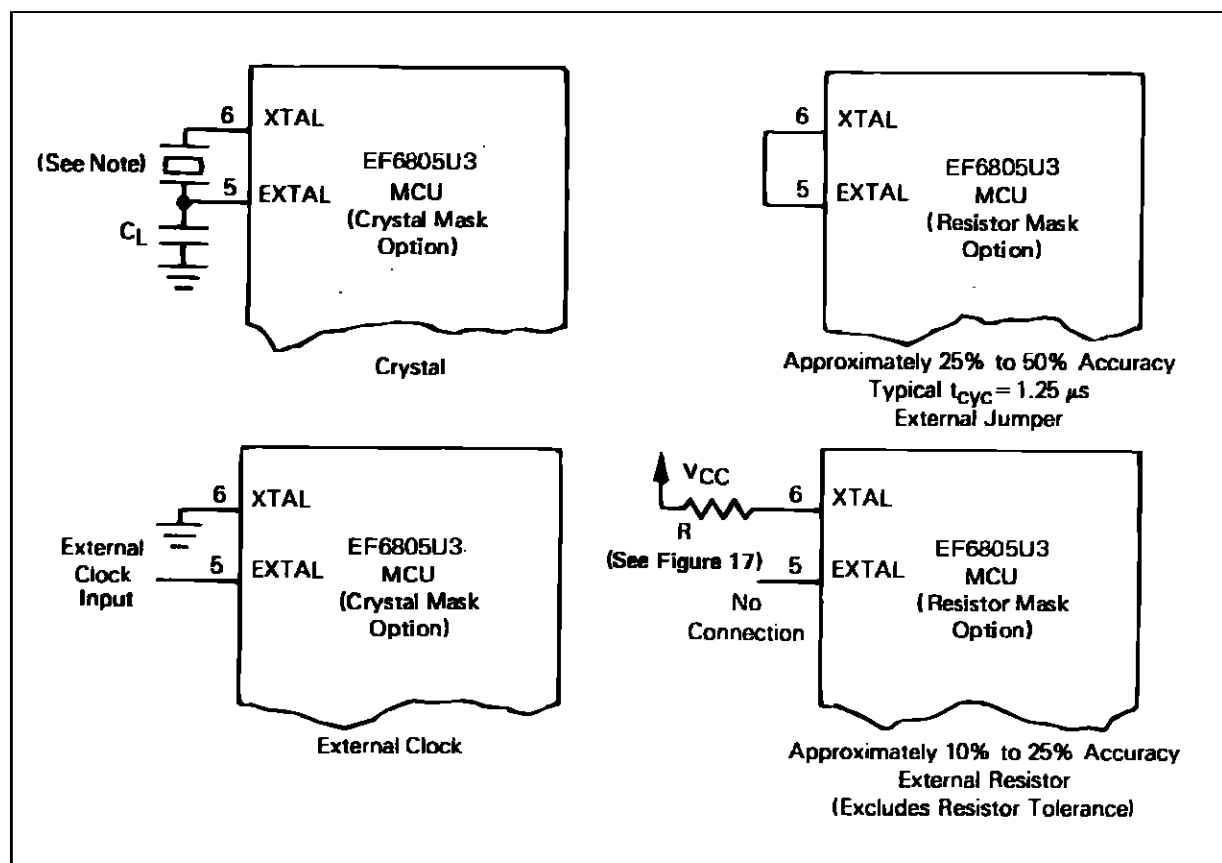 6
XTAL
(See Note)
EF6805U3
5
EXTAL
MCU
(Crystal Mask
Option)
CL
Crystal
6
XTAL
EF6805U3
5
EXTAL
MCU
(Resistor Mask
Option)
Approximately 25% to 50% Accuracy
Typical tcyc = 1.25 µs
External Jumper
6
XTAL
External
Clock
Input
5
EXTAL
EF6805U3
MCU
(Crystal Mask
Option)
External Clock
VCC
6
XTAL
R
(See Figure 17)
5
EXTAL
No
Connection
EF6805U3
MCU
(Resistor Mask
Option)
Approximately 10% to 25% Accuracy
External Resistor
(Excludes Resistor Tolerance)